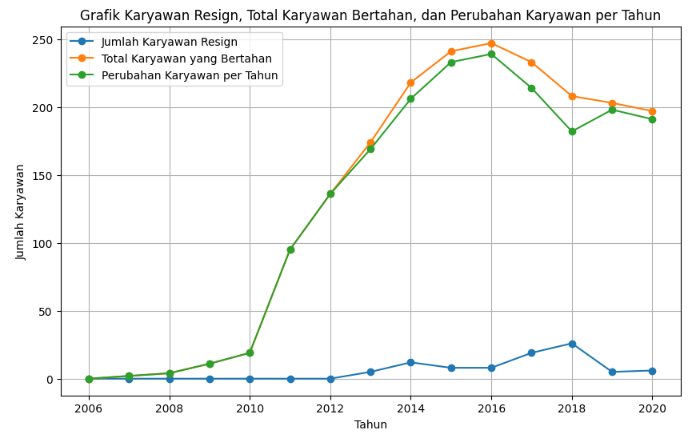 Grafik Karyawan Resign, Total Karyawan Bertahan, dan Perubahan Karyawan per Tahun
Jumlah Karyawan Resign
Total Karyawan yang Bertahan
Perubahan Karyawan per Tahun
Jumlah Karyawan
250
200
150
100
50
0
2006 2008 2010 2012 2014 2016 2018 2020
Tahun